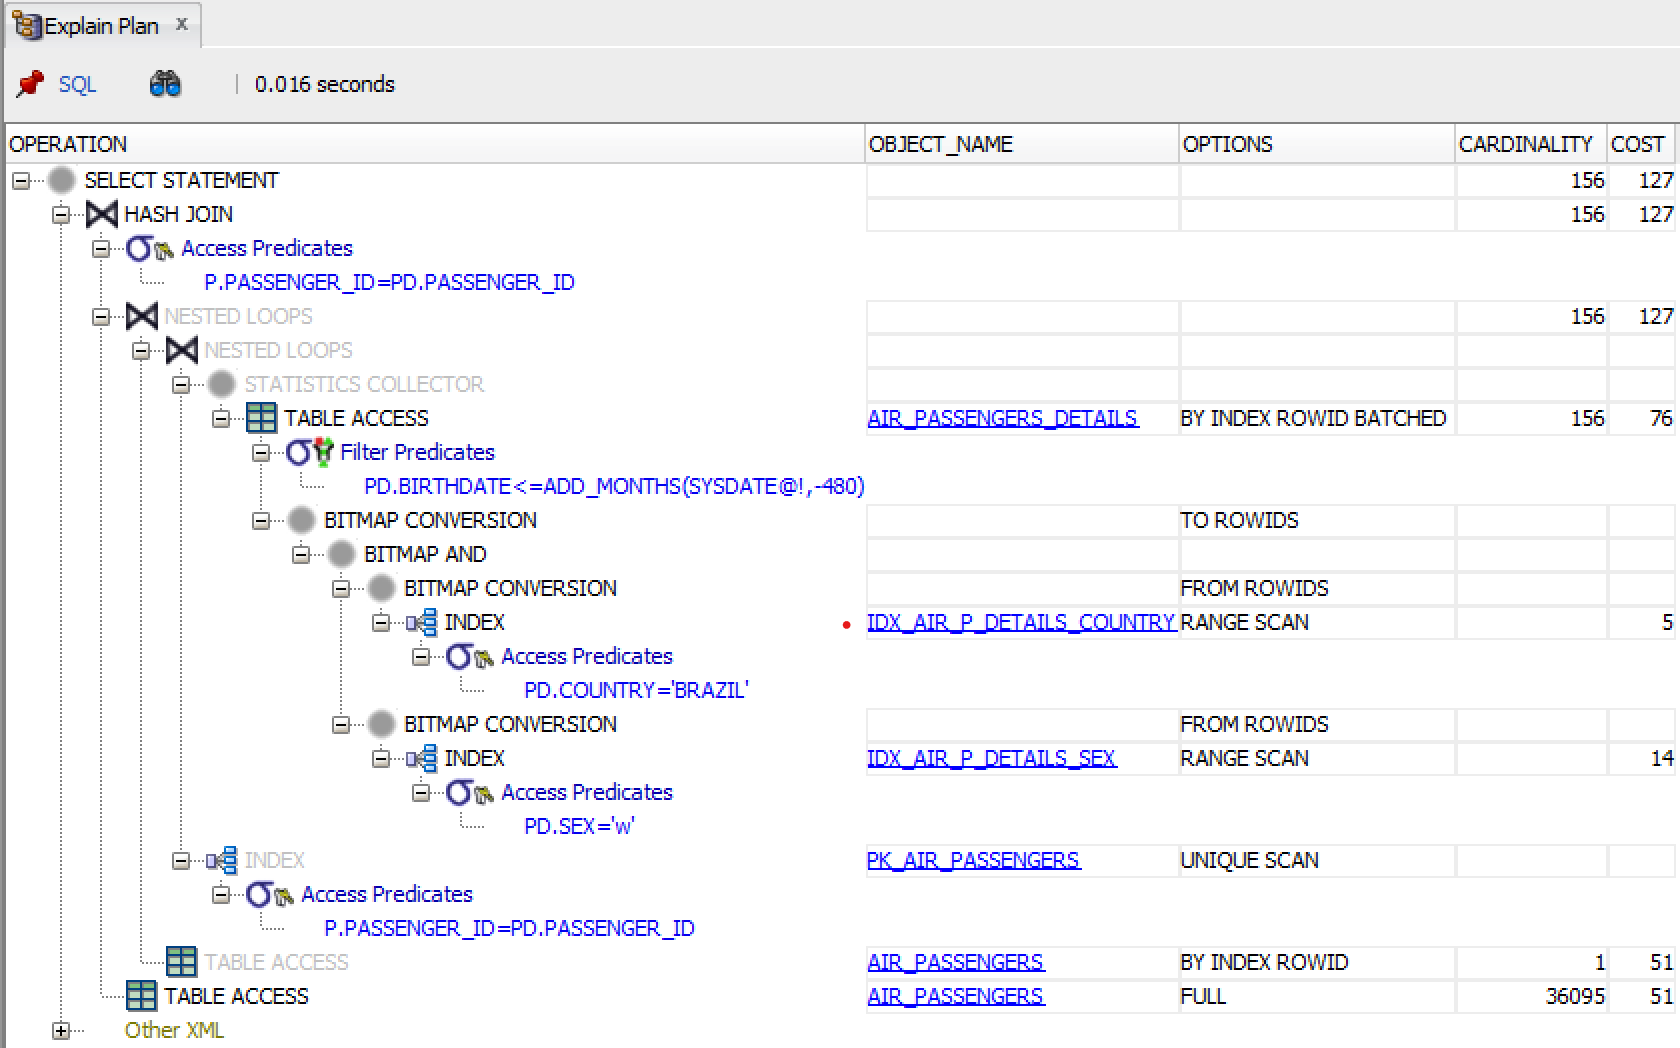 Explain Plan x
SQL | 0.016 seconds
OPERATION OBJECT_NAME OPTIONS CARDINALITY COST
SELECT STATEMENT 156 127
HASH JOIN 156 127
Access Predicates
P.PASSENGER_ID=PD.PASSENGER_ID
NESTED LOOPS 156 127
NESTED LOOPS
STATISTICS COLLECTOR
TABLE ACCESS AIR_PASSENGERS_DETAILS BY INDEX ROWID BATCHED 156 76
Filter Predicates
PD.BIRTHDATE<=ADD_MONTHS(SYSDATE@!,-480)
BITMAP CONVERSION TO ROWIDS
BITMAP AND
BITMAP CONVERSION FROM ROWIDS
INDEX IDX_AIR_P_DETAILS_COUNTRY RANGE SCAN 5
Access Predicates
PD.COUNTRY='BRAZIL'
BITMAP CONVERSION FROM ROWIDS
INDEX IDX_AIR_P_DETAILS_SEX RANGE SCAN 14
Access Predicates
PD.SEX='w'
INDEX PK_AIR_PASSENGERS UNIQUE SCAN
Access Predicates
P.PASSENGER_ID=PD.PASSENGER_ID
TABLE ACCESS AIR_PASSENGERS BY INDEX ROWID 1 51
TABLE ACCESS AIR_PASSENGERS FULL 36095 51
Other XML